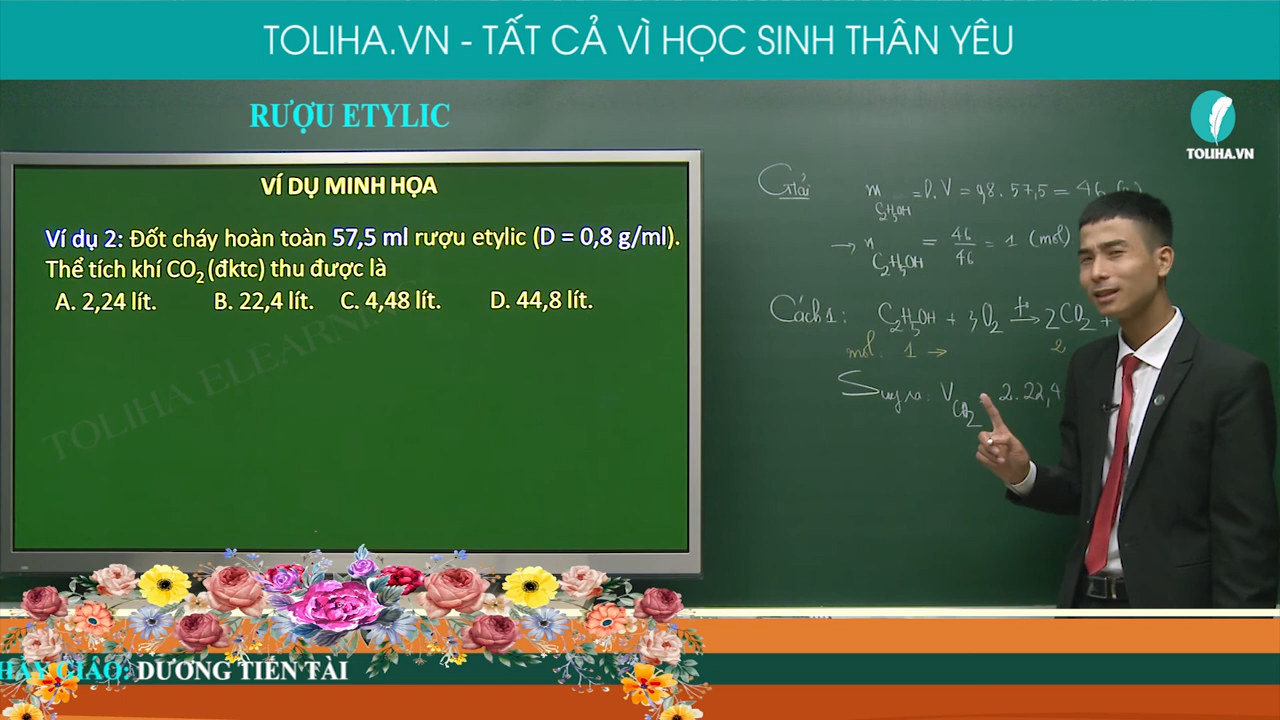 TOLIHA.VN - TẤT CẢ VÌ HỌC SINH THÂN YÊU
RƯỢU ETYLIC
TOLIHA.VN
VÍ DỤ MINH HỌA
Ví dụ 2: Đốt cháy hoàn toàn 57,5 ml rượu etylic (D = 0,8 g/ml).
Thể tích khí CO₂ (đktc) thu được là
A. 2,24 lít. B. 22,4 lít. C. 4,48 lít. D. 44,8 lít.
TOLIHA ELEARNING
Giải
m C₂H₅OH = D.V = 0,8.57,5 = 46
→ n C₂H₅OH = 46/46 = 1 (mol)
Cách 1: C₂H₅OH + 3O₂ →t° 2CO₂ +
mol: 1 → 2
Suy ra: V CO₂ = 2.22,4
THẦY GIÁO: DƯƠNG TIẾN TÀI